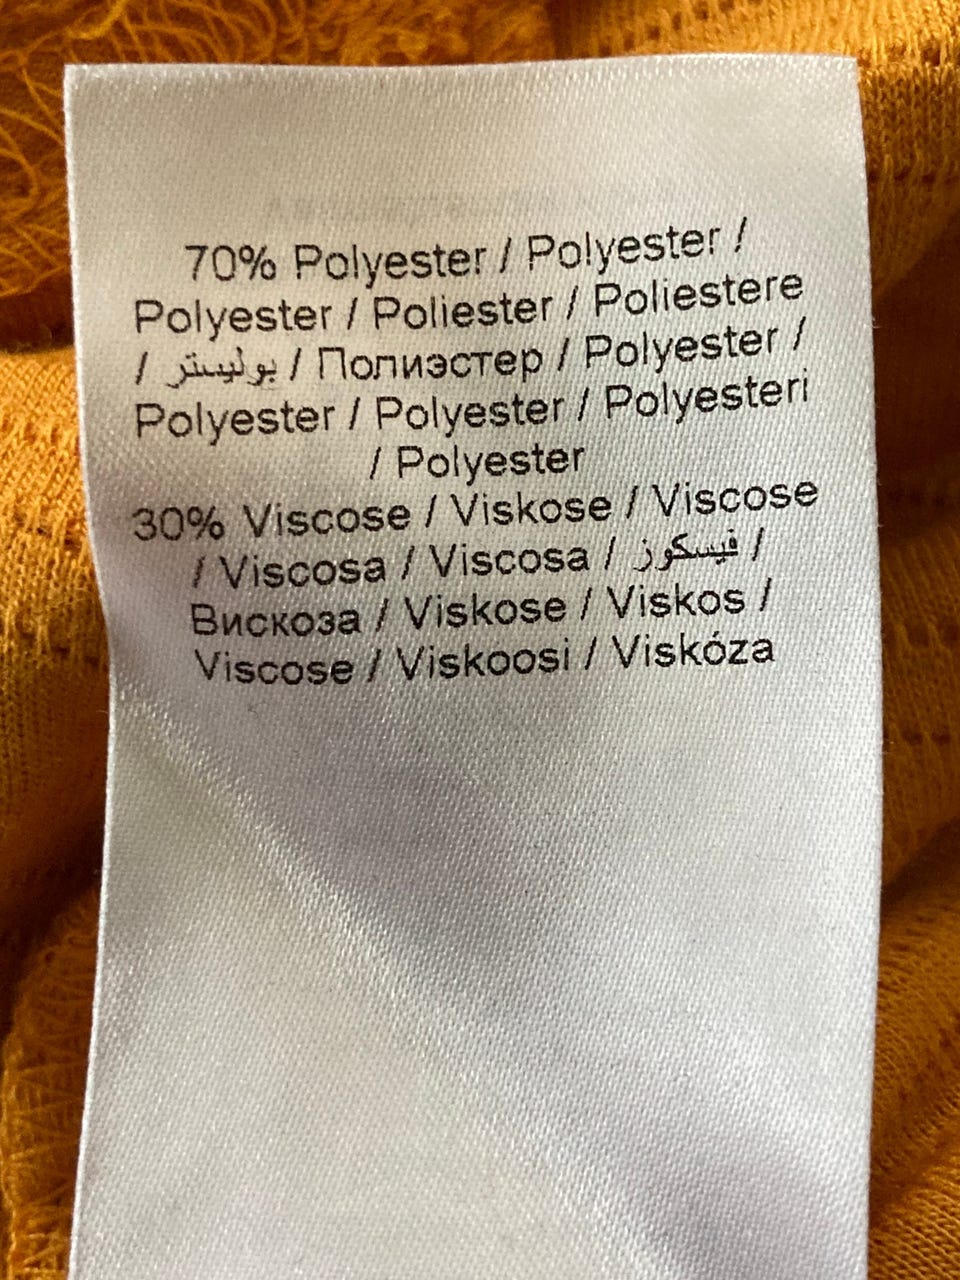 70% Polyester / Polyester /
Polyester / Poliester / Poliestere
/ بوليستر / Полиэстер / Polyester /
Polyester / Polyester / Polyesteri
/ Polyester
30% Viscose / Viskose / Viscose
/ Viscosa / Viscosa / فيسكوز /
Вискоза / Viskose / Viskos /
Viscose / Viskoosi / Viskóza